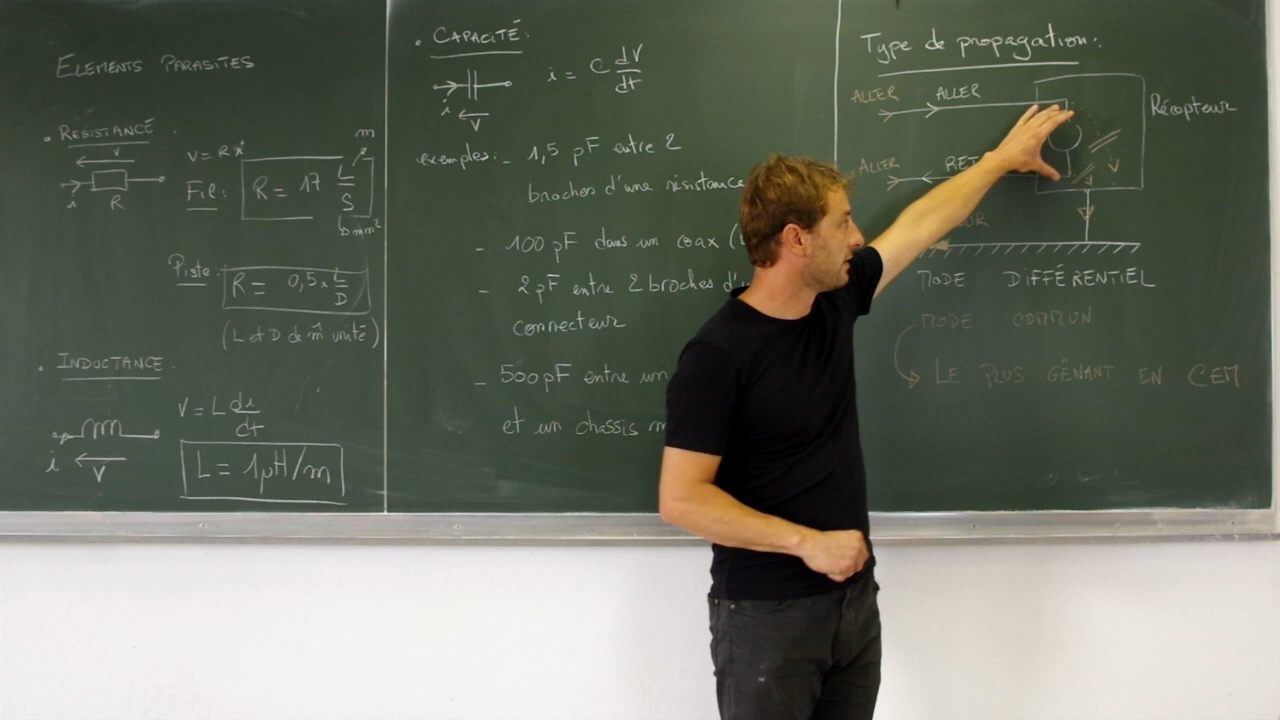 ELEMENTS PARASITES
. RESISTANCE .
V
i
R
V = R i
Fil: R = 17 L/S
m
mm²
Piste: R = 0,5 x L/D
(L et D de m̂ unité)
. INDUCTANCE .
i
V
V = L di/dt
L = 1µH/m
. CAPACITÉ.
i
V
i = C dV/dt
exemples: - 1,5 pF entre 2
broches d'une résistance
- 100 pF dans un coax (
- 2 pF entre 2 broches d'
connecteur
- 500 pF entre un
et un chassis m
Type de propagation:
ALLER ALLER
Récepteur
ALLER RET
V
MODE DIFFÉRENTIEL
MODE COMMUN
LE PLUS GÊNANT EN CEM